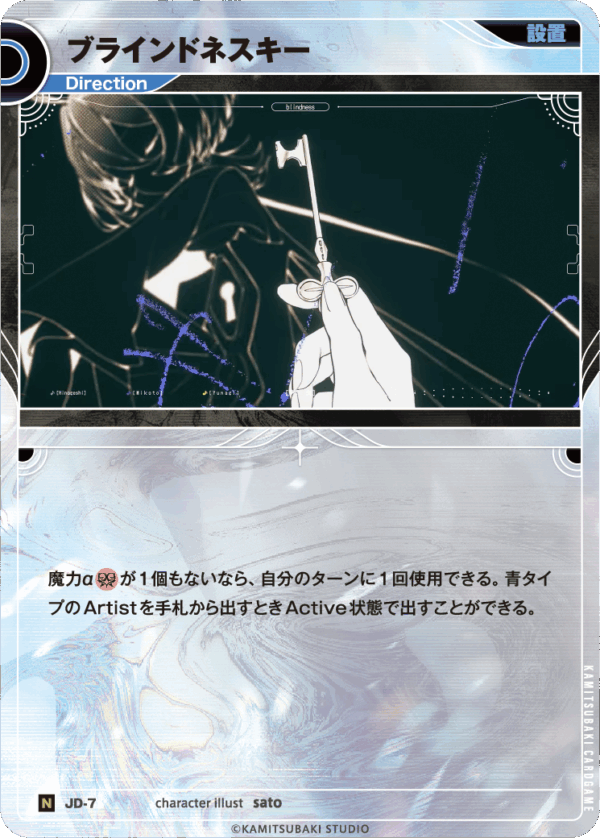 ブラインドネスキー
設置
Direction
blindness
魔力α
が1個もないなら、自分のターンに1回使用できる。青タイ
プのArtistを手札から出すときActive状態で出すことができる。
KAMITSUBAKI CARDGAME
N JD-7 character illust sato
©KAMITSUBAKI STUDIO